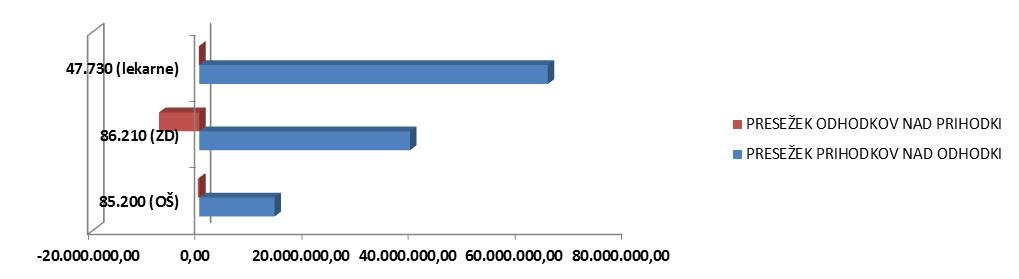 47.730 (lekarne)
86.210 (ZD)
85.200 (OŠ)
-20.000.000,00 0,00 20.000.000,00 40.000.000,00 60.000.000,00 80.000.000,00
PRESEŽEK ODHODKOV NAD PRIHODKI
PRESEŽEK PRIHODKOV NAD ODHODKI